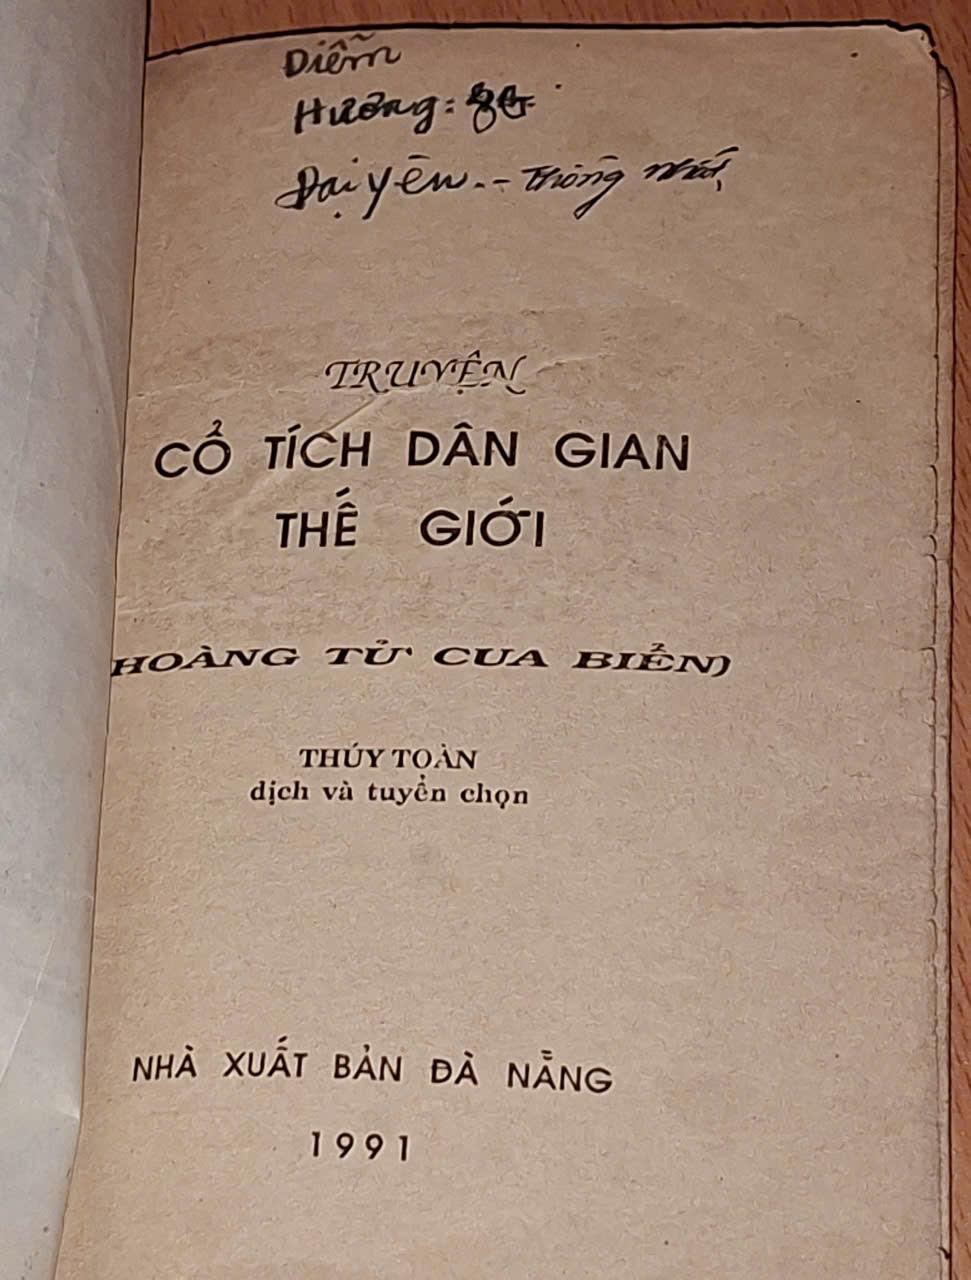 Diễm
Hương:
Đại Yên -- Thống Nhất
TRUYỆN
CỔ TÍCH DÂN GIAN
THẾ GIỚI
HOÀNG TỬ CUA BIỂN)
THÚY TOÀN
dịch và tuyển chọn
NHÀ XUẤT BẢN ĐÀ NẴNG
1991